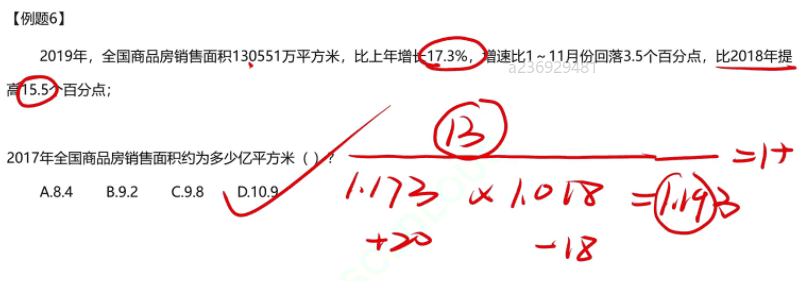 【例题6】
2019年，全国商品房销售面积130551万平方米，比上年增长17.3%，增速比1～11月份回落3.5个百分点，比2018年提
a236929481
高15.5个百分点；
13
2017年全国商品房销售面积约为多少亿平方米（ ）？
=1+
A.8.4 B.9.2 C.9.8 D.10.9
1.173 × 1.018 =1.193
+20 -18